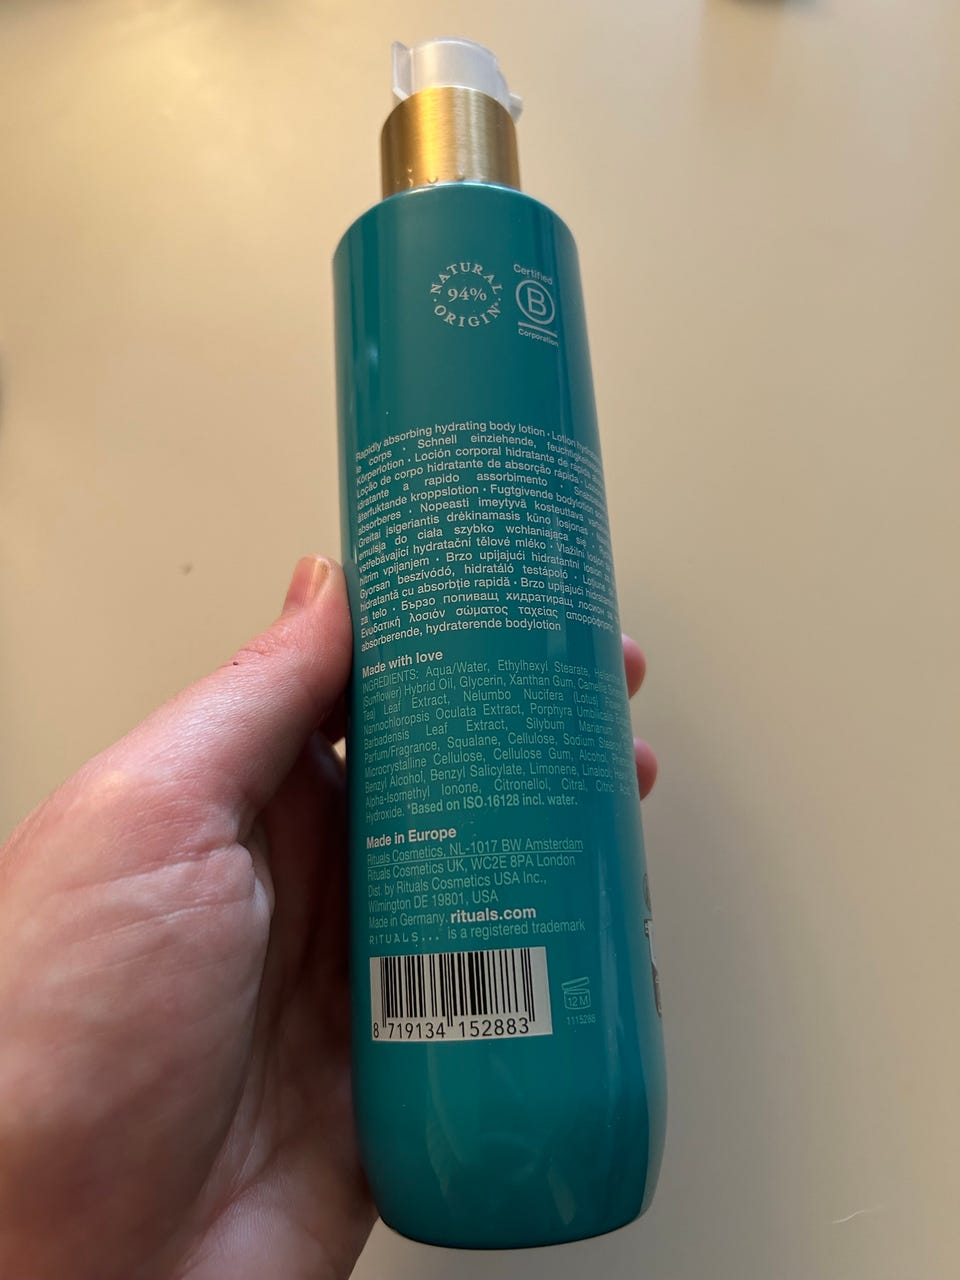 NATURAL
94%
ORIGIN
Certified
B
Corporation
Rapidly absorbing hydrating body lotion · Lotion
le corps · Schnell einziehende,
Körperlotion · Loción corporal hidratante de rápida
Loção de corpo hidratante de absorção rápida ·
idratante a rapido assorbimento ·
återfuktande kroppslotion · Fugtgivende bodylotion
absorberes · Nopeasti imeytyvä kosteuttava
Greitai įsigeriantis drėkinamasis kūno losjonas ·
emulsja do ciała szybko wchłaniająca się ·
vstřebávající hydratační tělové mléko · Vlažilni losjon
hitrim vpijanjem · Brzo upijajući hidratantni losion
Gyorsan beszívódó, hidratáló testápoló ·
hidratantă cu absorbție rapidă · Brzo upijajući
za telo · Бързо попиващ хидратиращ лосион
Ενυδατική λοσιόν σώματος ταχείας απορρόφησης
absorberende, hydraterende bodylotion
Made with love
INGREDIENTS: Aqua/Water, Ethylhexyl Stearate,
(Sunflower) Hybrid Oil, Glycerin, Xanthan Gum, Camellia
Tea) Leaf Extract, Nelumbo Nucifera (Lotus)
Nannochloropsis Oculata Extract, Porphyra Umbilicalis
Barbadensis Leaf Extract, Silybum Marianum
Parfum/Fragrance, Squalane, Cellulose, Sodium
Microcrystalline Cellulose, Cellulose Gum, Alcohol,
Benzyl Alcohol, Benzyl Salicylate, Limonene, Linalool,
Alpha-Isomethyl Ionone, Citronellol, Citral, Citric
Hydroxide. *Based on ISO.16128 incl. water.
Made in Europe
Rituals Cosmetics, NL-1017 BW Amsterdam
Rituals Cosmetics UK, WC2E 8PA London
Dist. by Rituals Cosmetics USA Inc.,
Wilmington DE 19801, USA
Made in Germany. rituals.com
RITUALS... is a registered trademark
8 719134 152883
12 M
1115286